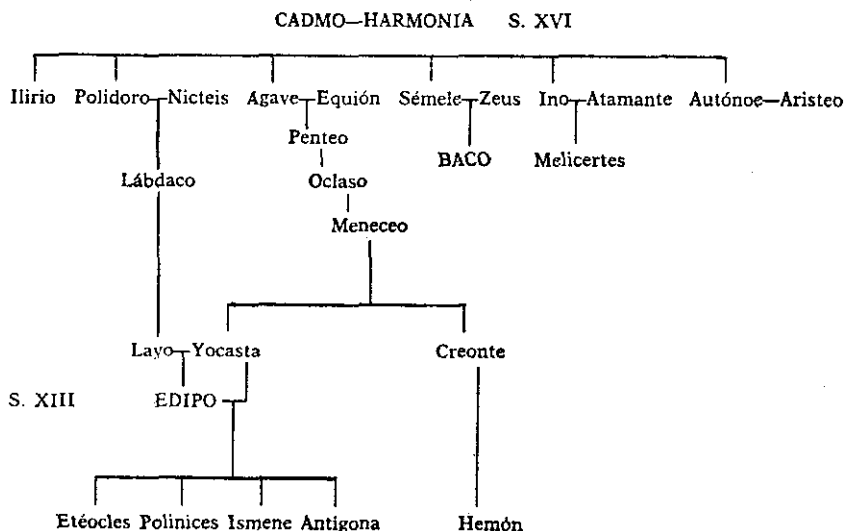 CADMO—HARMONIA S. XVI
Ilirio Polidoro Nicteis Agave Equión Sémele Zeus Ino Atamante Autónoe—Aristeo
Penteo
BACO Melicertes
Lábdaco Oclaso
Meneceo
Layo Yocasta Creonte
S. XIII EDIPO
Etéocles Polinices Ismene Antígona Hemón